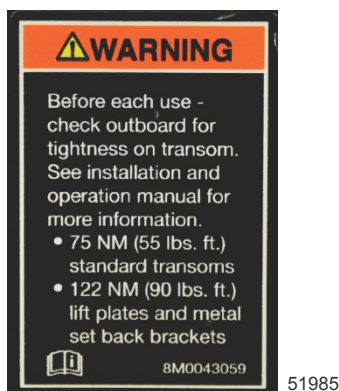 WARNING
Before each use -
check outboard for
tightness on transom.
See installation and
operation manual for
more information.
• 75 NM (55 lbs. ft.)
standard transoms
• 122 NM (90 lbs. ft.)
lift plates and metal
set back brackets
8M0043059
51985